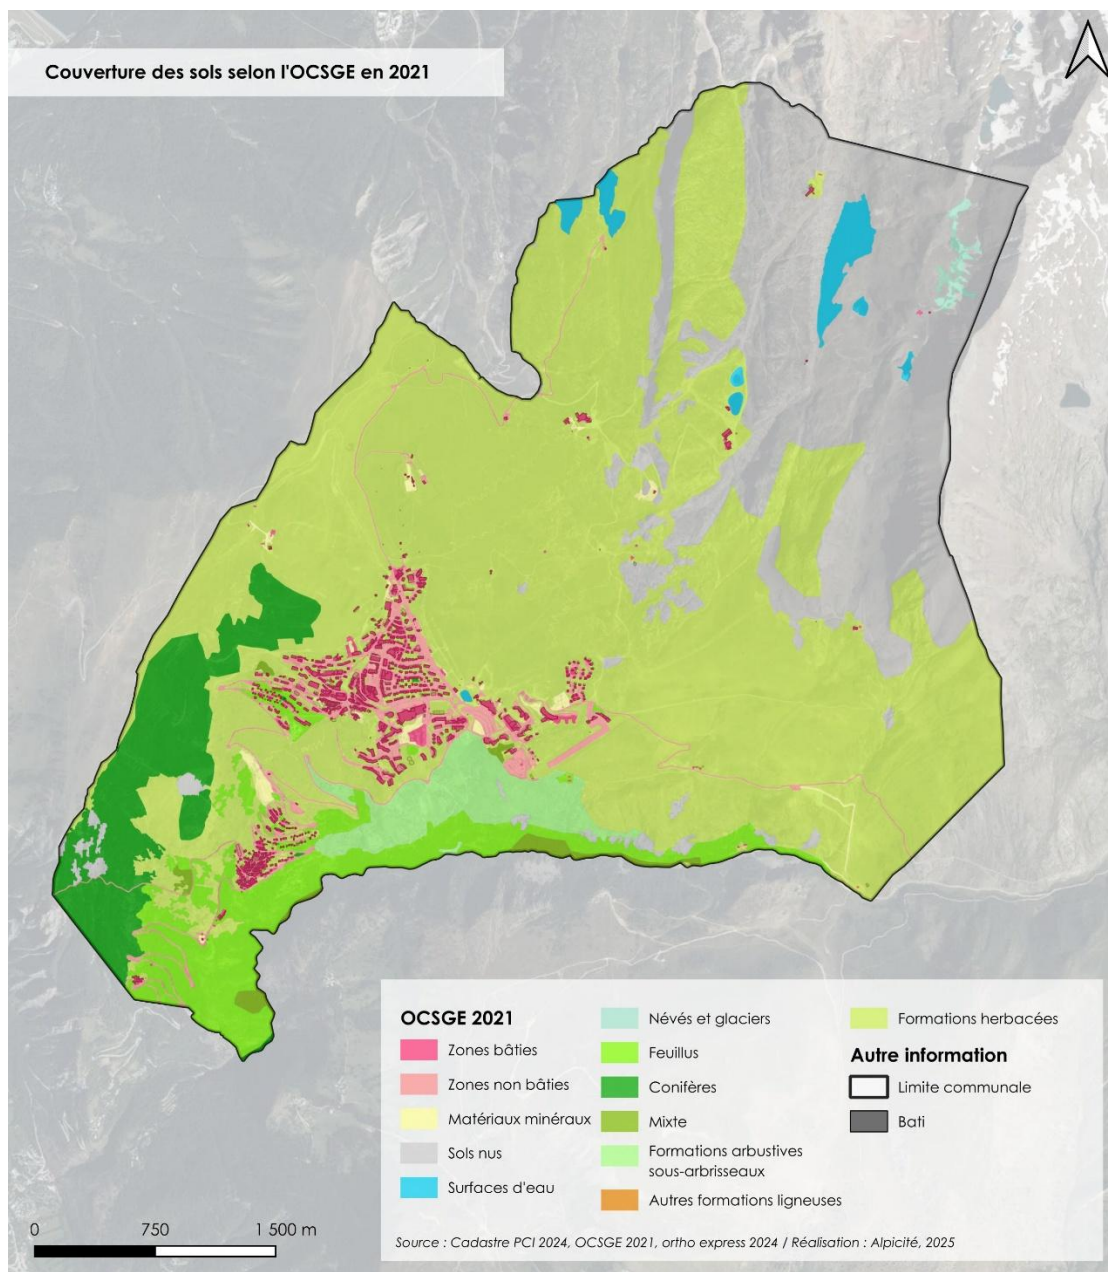 Couverture des sols selon l'OCSGE en 2021
OCSGE 2021
Zones bâties
Zones non bâties
Matériaux minéraux
Sols nus
Surfaces d'eau
Névés et glaciers
Feuillus
Conifères
Mixte
Formations arbustives
sous-arbrisseaux
Autres formations ligneuses
Formations herbacées
Autre information
Limite communale
Bati
0 750 1 500 m
Source : Cadastre PCI 2024, OCSGE 2021, ortho express 2024 / Réalisation : Alpicité, 2025